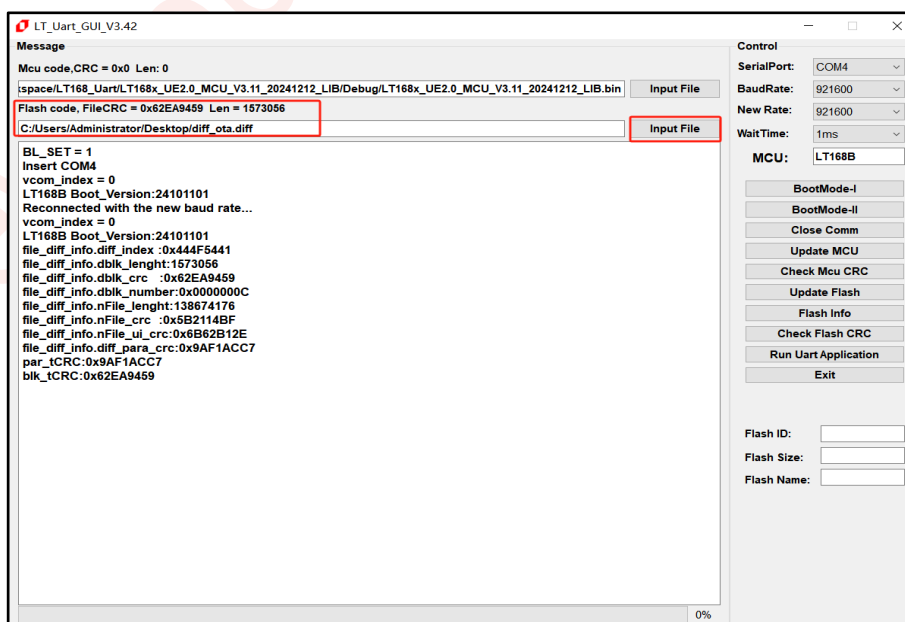 LT_Uart_GUI_V3.42
Message
Mcu code,CRC = 0x0 Len: 0
:space/LT168_Uart/LT168x_UE2.0_MCU_V3.11_20241212_LIB/Debug/LT168x_UE2.0_MCU_V3.11_20241212_LIB.bin
Input File
Flash code, FileCRC = 0x62EA9459 Len = 1573056
C:/Users/Administrator/Desktop/diff_ota.diff
Input File
BL_SET = 1
Insert COM4
vcom_index = 0
LT168B Boot_Version:24101101
Reconnected with the new baud rate...
vcom_index = 0
LT168B Boot_Version:24101101
file_diff_info.diff_index :0x444F5441
file_diff_info.dblk_lenght:1573056
file_diff_info.dblk_crc :0x62EA9459
file_diff_info.dblk_number:0x0000000C
file_diff_info.nFile_lenght:138674176
file_diff_info.nFile_crc :0x5B2114BF
file_diff_info.nFile_ui_crc:0x6B62B12E
file_diff_info.diff_para_crc:0x9AF1ACC7
par_tCRC:0x9AF1ACC7
blk_tCRC:0x62EA9459
0%
Control
SerialPort: COM4
BaudRate: 921600
New Rate: 921600
WaitTime: 1ms
MCU: LT168B
BootMode-I
BootMode-II
Close Comm
Update MCU
Check Mcu CRC
Update Flash
Flash Info
Check Flash CRC
Run Uart Application
Exit
Flash ID:
Flash Size:
Flash Name: